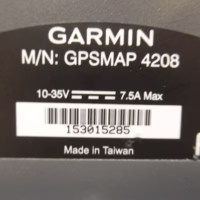 GARMIN
M/N: GPSMAP 4208
10-35V 7.5A Max
153015285
Made in Taiwan